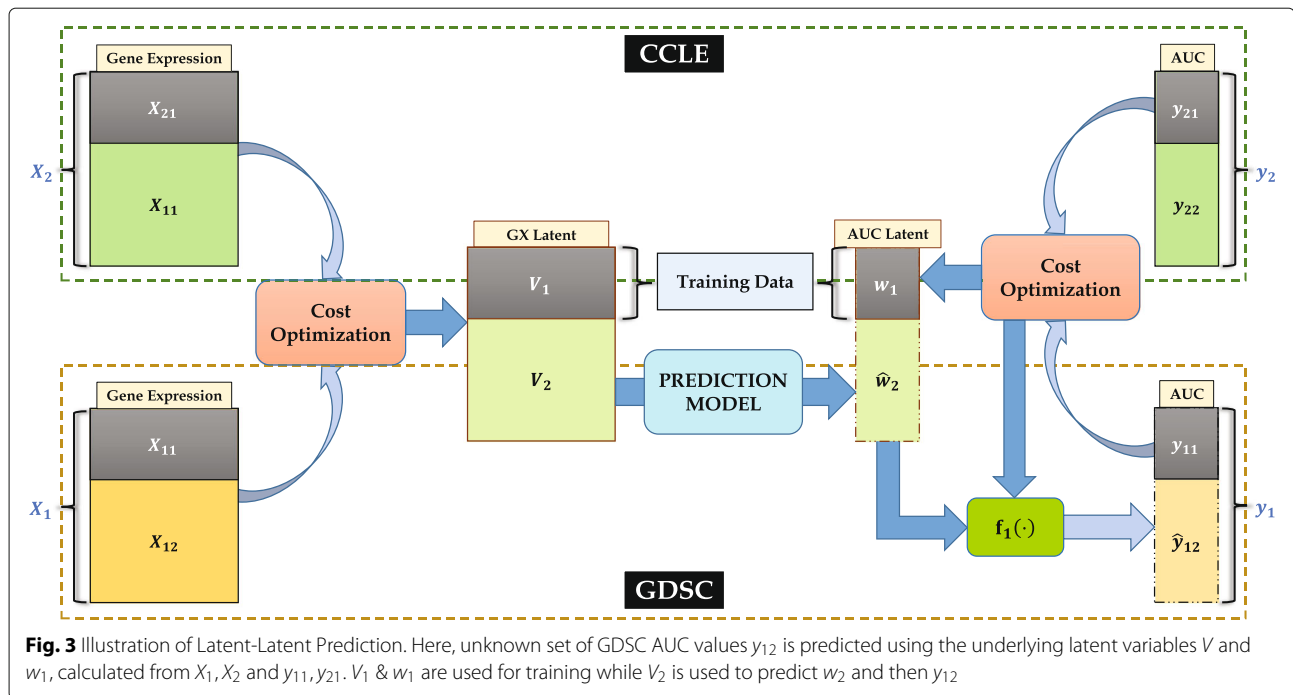 CCLE
Gene Expression
AUC
X₂₁
y₂₁
X₂
X₁₁
y₂₂
y₂
GX Latent
AUC Latent
V₁
Training Data
w₁
Cost
Optimization
Cost
Optimization
V₂
PREDICTION
MODEL
ŵ₂
Gene Expression
AUC
X₁₁
y₁₁
X₁
X₁₂
f₁(·)
ŷ₁₂
y₁
GDSC
Fig. 3 Illustration of Latent-Latent Prediction. Here, unknown set of GDSC AUC values y₁₂ is predicted using the underlying latent variables V and
w₁, calculated from X₁, X₂ and y₁₁, y₂₁. V₁ & w₁ are used for training while V₂ is used to predict w₂ and then y₁₂